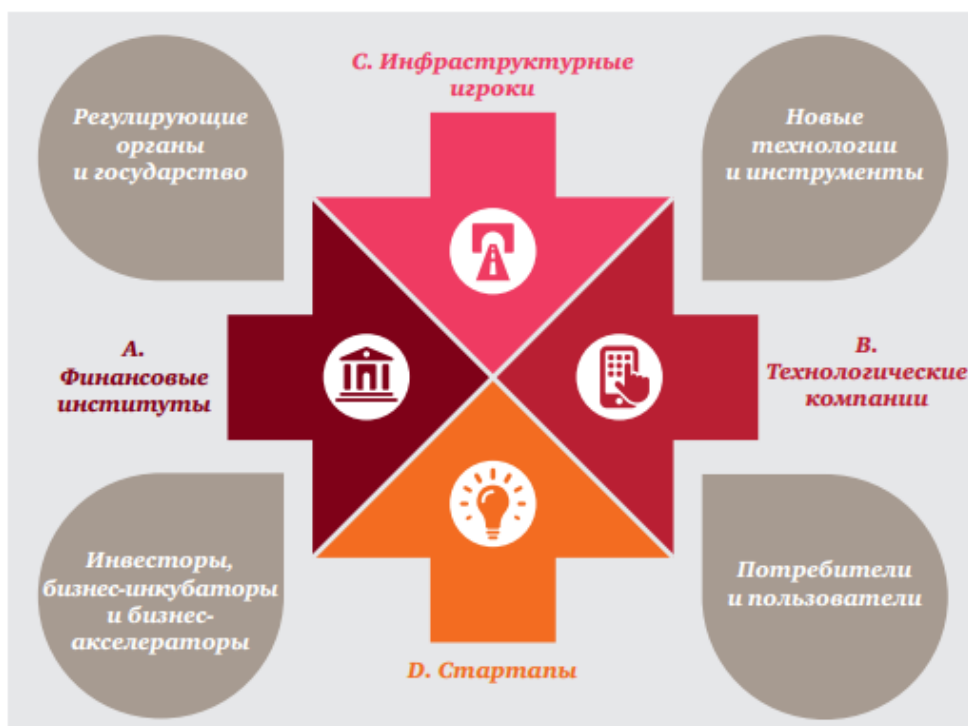 C. Инфраструктурные
игроки
Регулирующие
органы
и государство
Новые
технологии
и инструменты
A.
Финансовые
институты
B.
Технологические
компании
Инвесторы,
бизнес-инкубаторы
и бизнес-
акселераторы
Потребители
и пользователи
D. Стартапы